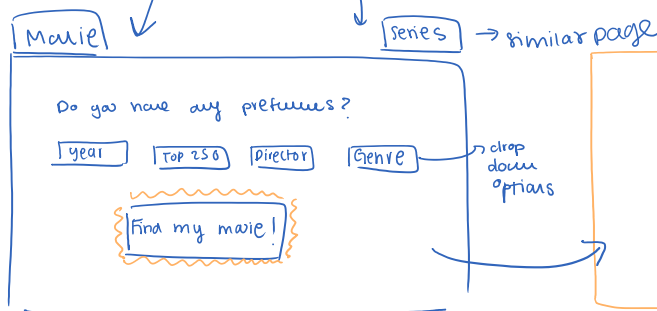 Movie
Series → similar page
Do you have any preferences?
year
Top 250
Director
Genre
drop
down
options
Find my movie!